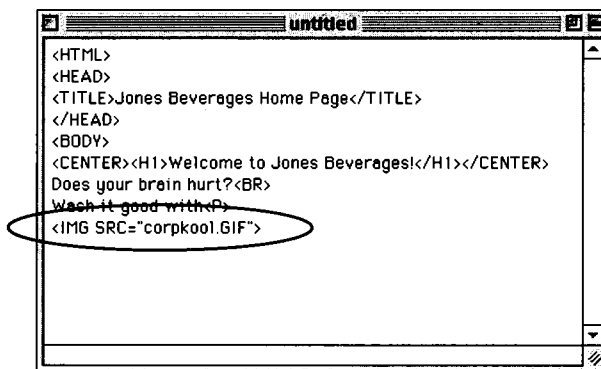 untitled
<HTML>
<HEAD>
<TITLE>Jones Beverages Home Page</TITLE>
</HEAD>
<BODY>
<CENTER><H1>Welcome to Jones Beverages!</H1></CENTER>
Does your brain hurt?<BR>
Wash it good with<P>
<IMG SRC="corpkool.GIF">